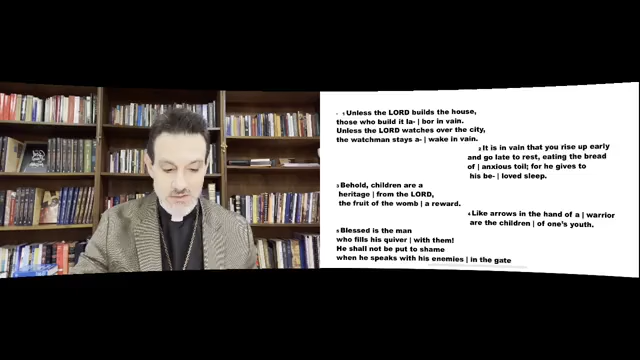 1 Unless the LORD builds the house,
those who build it la- | bor in vain.
Unless the LORD watches over the city,
the watchman stays a- | wake in vain.
2 It is in vain that you rise up early
and go late to rest, eating the bread
of | anxious toil; for he gives to
his be- | loved sleep.
3 Behold, children are a
heritage | from the LORD,
the fruit of the womb | a reward.
4 Like arrows in the hand of a | warrior
are the children | of one's youth.
5 Blessed is the man
who fills his quiver | with them!
He shall not be put to shame
when he speaks with his enemies | in the gate